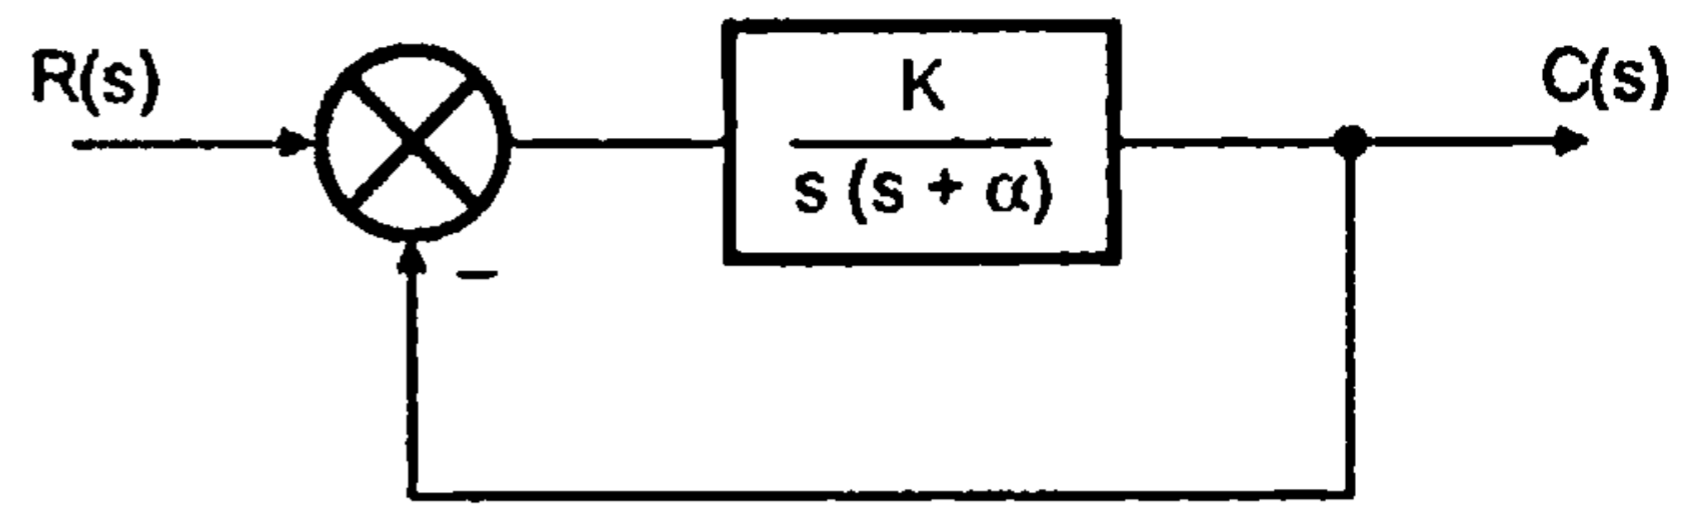 R(s)
K
s (s + α)
C(s)
−